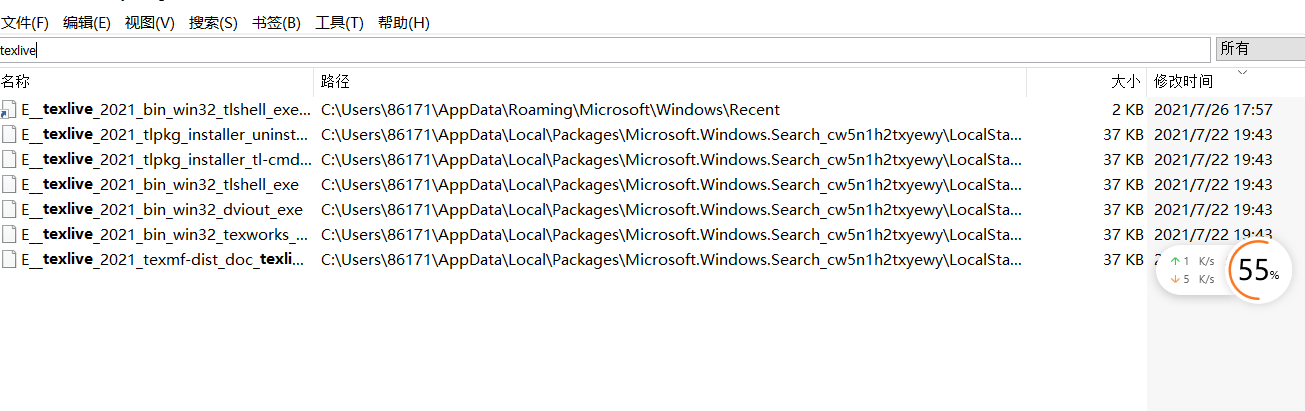 文件(F) 编辑(E) 视图(V) 搜索(S) 书签(B) 工具(T) 帮助(H)
texlive 所有
名称 路径 大小 修改时间
E__texlive_2021_bin_win32_tlshell_exe... C:\Users\86171\AppData\Roaming\Microsoft\Windows\Recent 2 KB 2021/7/26 17:57
E__texlive_2021_tlpkg_installer_uninst... C:\Users\86171\AppData\Local\Packages\Microsoft.Windows.Search_cw5n1h2txyewy\LocalSta... 37 KB 2021/7/22 19:43
E__texlive_2021_tlpkg_installer_tl-cmd... C:\Users\86171\AppData\Local\Packages\Microsoft.Windows.Search_cw5n1h2txyewy\LocalSta... 37 KB 2021/7/22 19:43
E__texlive_2021_bin_win32_tlshell_exe C:\Users\86171\AppData\Local\Packages\Microsoft.Windows.Search_cw5n1h2txyewy\LocalSta... 37 KB 2021/7/22 19:43
E__texlive_2021_bin_win32_dviout_exe C:\Users\86171\AppData\Local\Packages\Microsoft.Windows.Search_cw5n1h2txyewy\LocalSta... 37 KB 2021/7/22 19:43
E__texlive_2021_bin_win32_texworks_... C:\Users\86171\AppData\Local\Packages\Microsoft.Windows.Search_cw5n1h2txyewy\LocalSta... 37 KB 2021/7/22 19:43
E__texlive_2021_texmf-dist_doc_texli... C:\Users\86171\AppData\Local\Packages\Microsoft.Windows.Search_cw5n1h2txyewy\LocalSta... 37 KB
↑ 1 K/s
↓ 5 K/s
55%